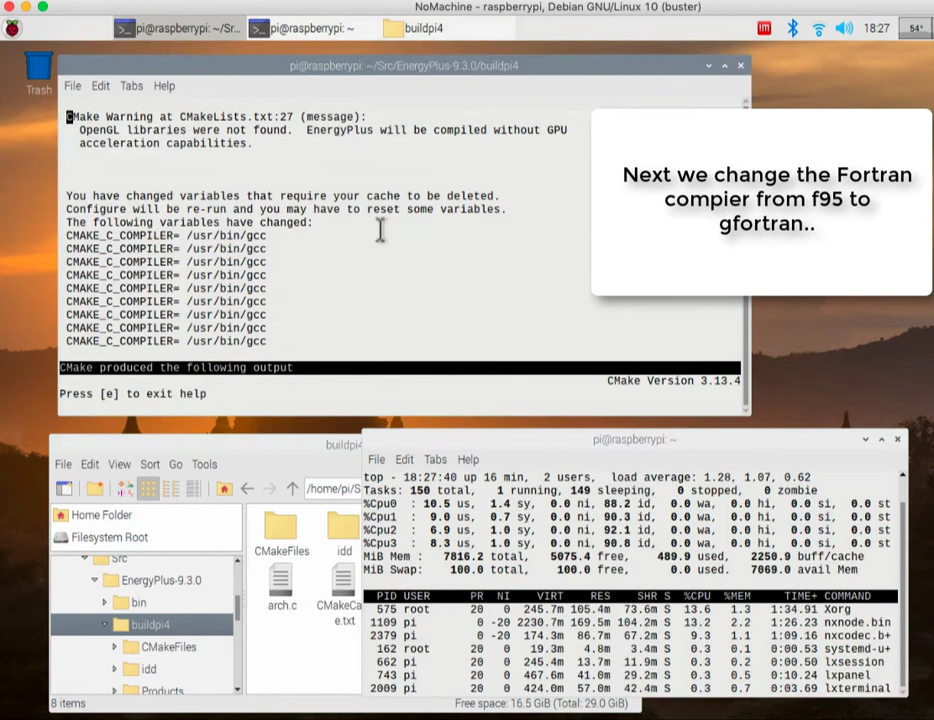 NoMachine - raspberrypi, Debian GNU/Linux 10 (buster)
pi@raspberrypi: ~/Sr...
pi@raspberrypi: ~
buildpi4
18:27
54°
Trash
pi@raspberrypi: ~/Src/EnergyPlus-9.3.0/buildpi4
File Edit Tabs Help
CMake Warning at CMakeLists.txt:27 (message):
OpenGL libraries were not found. EnergyPlus will be compiled without GPU
acceleration capabilities.
You have changed variables that require your cache to be deleted.
Configure will be re-run and you may have to reset some variables.
The following variables have changed:
CMAKE_C_COMPILER= /usr/bin/gcc
CMAKE_C_COMPILER= /usr/bin/gcc
CMAKE_C_COMPILER= /usr/bin/gcc
CMAKE_C_COMPILER= /usr/bin/gcc
CMAKE_C_COMPILER= /usr/bin/gcc
CMAKE_C_COMPILER= /usr/bin/gcc
CMAKE_C_COMPILER= /usr/bin/gcc
CMAKE_C_COMPILER= /usr/bin/gcc
CMAKE_C_COMPILER= /usr/bin/gcc
CMake produced the following output
CMake Version 3.13.4
Press [e] to exit help
Next we change the Fortran
compier from f95 to
gfortran..
buildpi4
File Edit View Sort Go Tools
/home/pi/S
Home Folder
Filesystem Root
Src
EnergyPlus-9.3.0
bin
buildpi4
CMakeFiles
idd
Products
CMakeFiles
idd
arch.c
CMakeCa
e.txt
8 items
Free space: 16.5 GiB (Total: 29.0 GiB)
pi@raspberrypi: ~
File Edit Tabs Help
top - 18:27:40 up 16 min, 2 users, load average: 1.28, 1.07, 0.62
Tasks: 150 total, 1 running, 149 sleeping, 0 stopped, 0 zombie
%Cpu0 : 10.5 us, 1.4 sy, 0.0 ni, 88.2 id, 0.0 wa, 0.0 hi, 0.0 si, 0.0 st
%Cpu1 : 9.0 us, 0.7 sy, 0.0 ni, 90.3 id, 0.0 wa, 0.0 hi, 0.0 si, 0.0 st
%Cpu2 : 6.9 us, 1.0 sy, 0.0 ni, 92.1 id, 0.0 wa, 0.0 hi, 0.0 si, 0.0 st
%Cpu3 : 8.3 us, 1.0 sy, 0.0 ni, 90.8 id, 0.0 wa, 0.0 hi, 0.0 si, 0.0 st
MiB Mem : 7816.2 total, 5075.4 free, 489.9 used, 2250.9 buff/cache
MiB Swap: 100.0 total, 100.0 free, 0.0 used. 7069.0 avail Mem
PID USER PR NI VIRT RES SHR S %CPU %MEM TIME+ COMMAND
575 root 20 0 245.7m 105.4m 73.6m S 13.6 1.3 1:34.91 Xorg
1109 pi 0 -20 2230.7m 169.5m 104.2m S 13.2 2.2 1:26.23 nxnode.bin
2379 pi 0 -20 174.3m 86.7m 67.2m S 9.3 1.1 1:09.16 nxcodec.b+
162 root 20 0 19.3m 4.8m 3.4m S 0.3 0.1 0:00.53 systemd-u+
662 pi 20 0 245.4m 13.7m 11.9m S 0.3 0.2 0:00.50 lxsession
743 pi 20 0 467.6m 41.0m 29.2m S 0.3 0.5 0:10.24 lxpanel
2009 pi 20 0 424.0m 57.0m 42.4m S 0.3 0.7 0:03.69 lxterminal